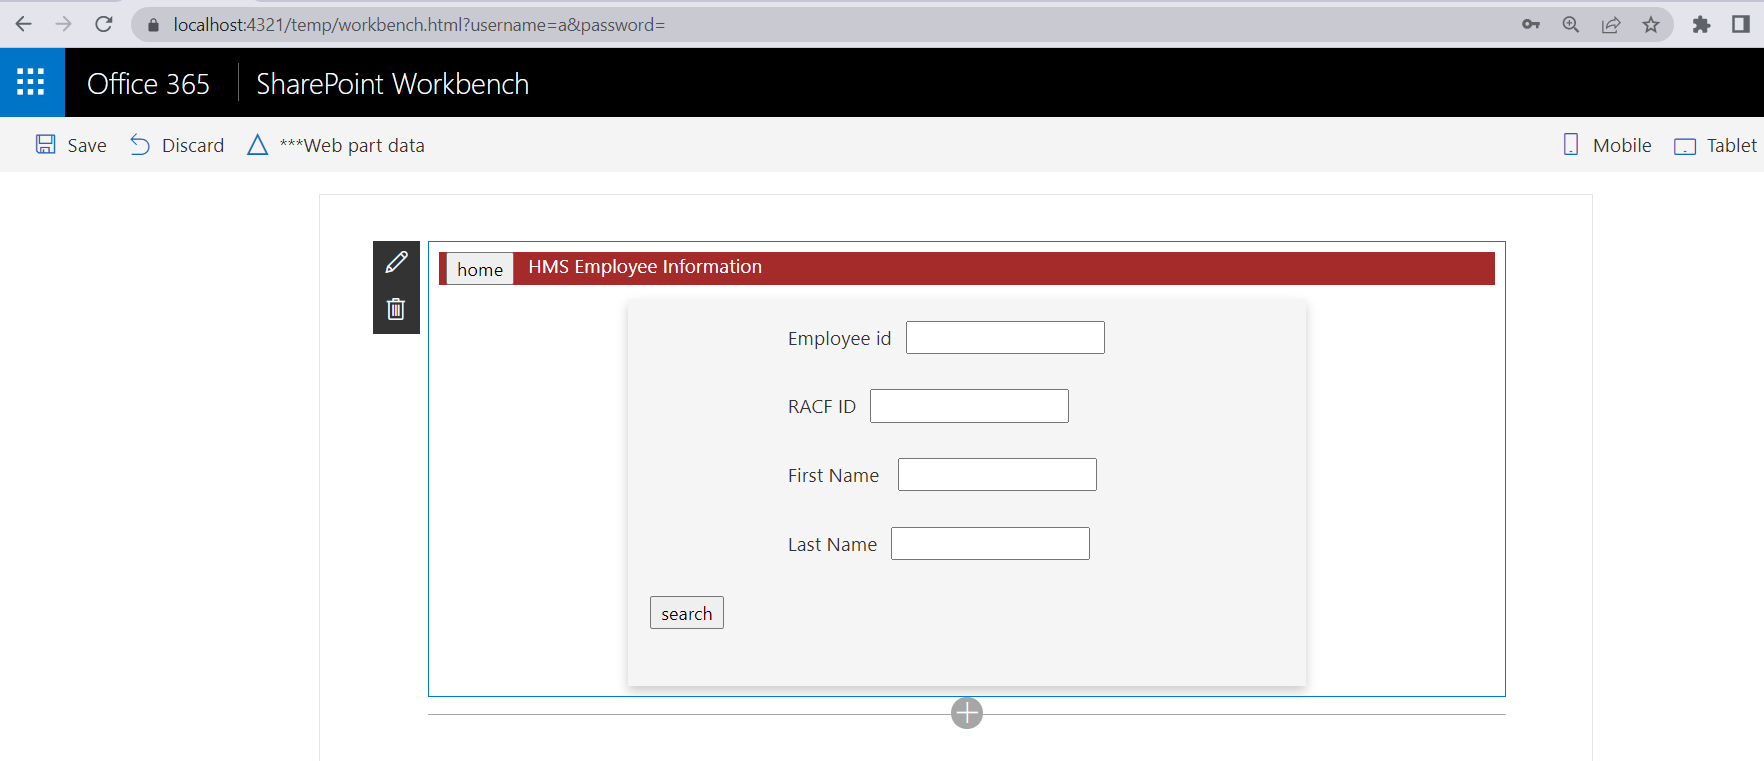 localhost:4321/temp/workbench.html?username=a&password=
Office 365 SharePoint Workbench
Save Discard ***Web part data Mobile Tablet
home HMS Employee Information
Employee id
RACF ID
First Name
Last Name
search